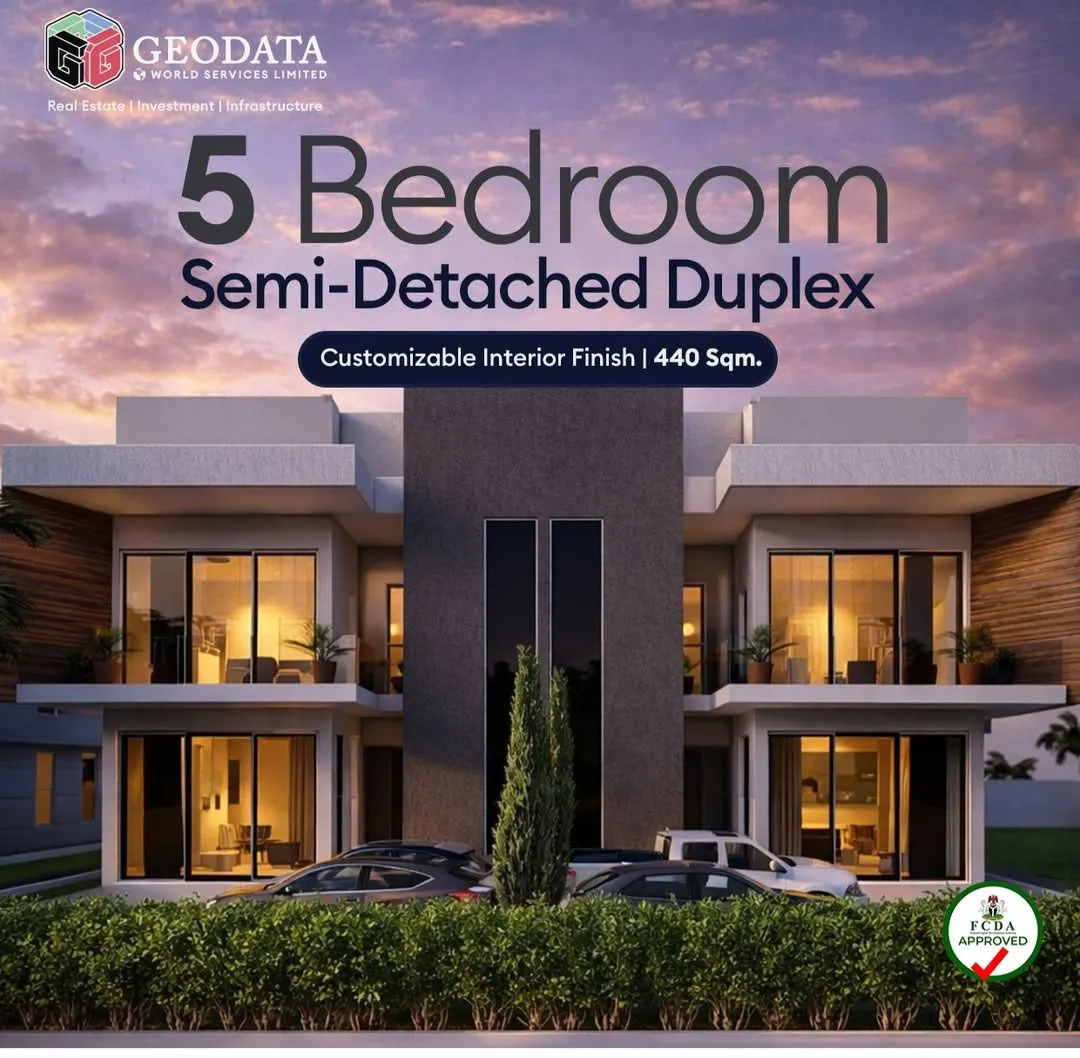 GEODATA
WORLD SERVICES LIMITED
Real Estate | Investment | Infrastructure
5 Bedroom
Semi-Detached Duplex
Customizable Interior Finish | 440 Sqm.
FCDA
APPROVED